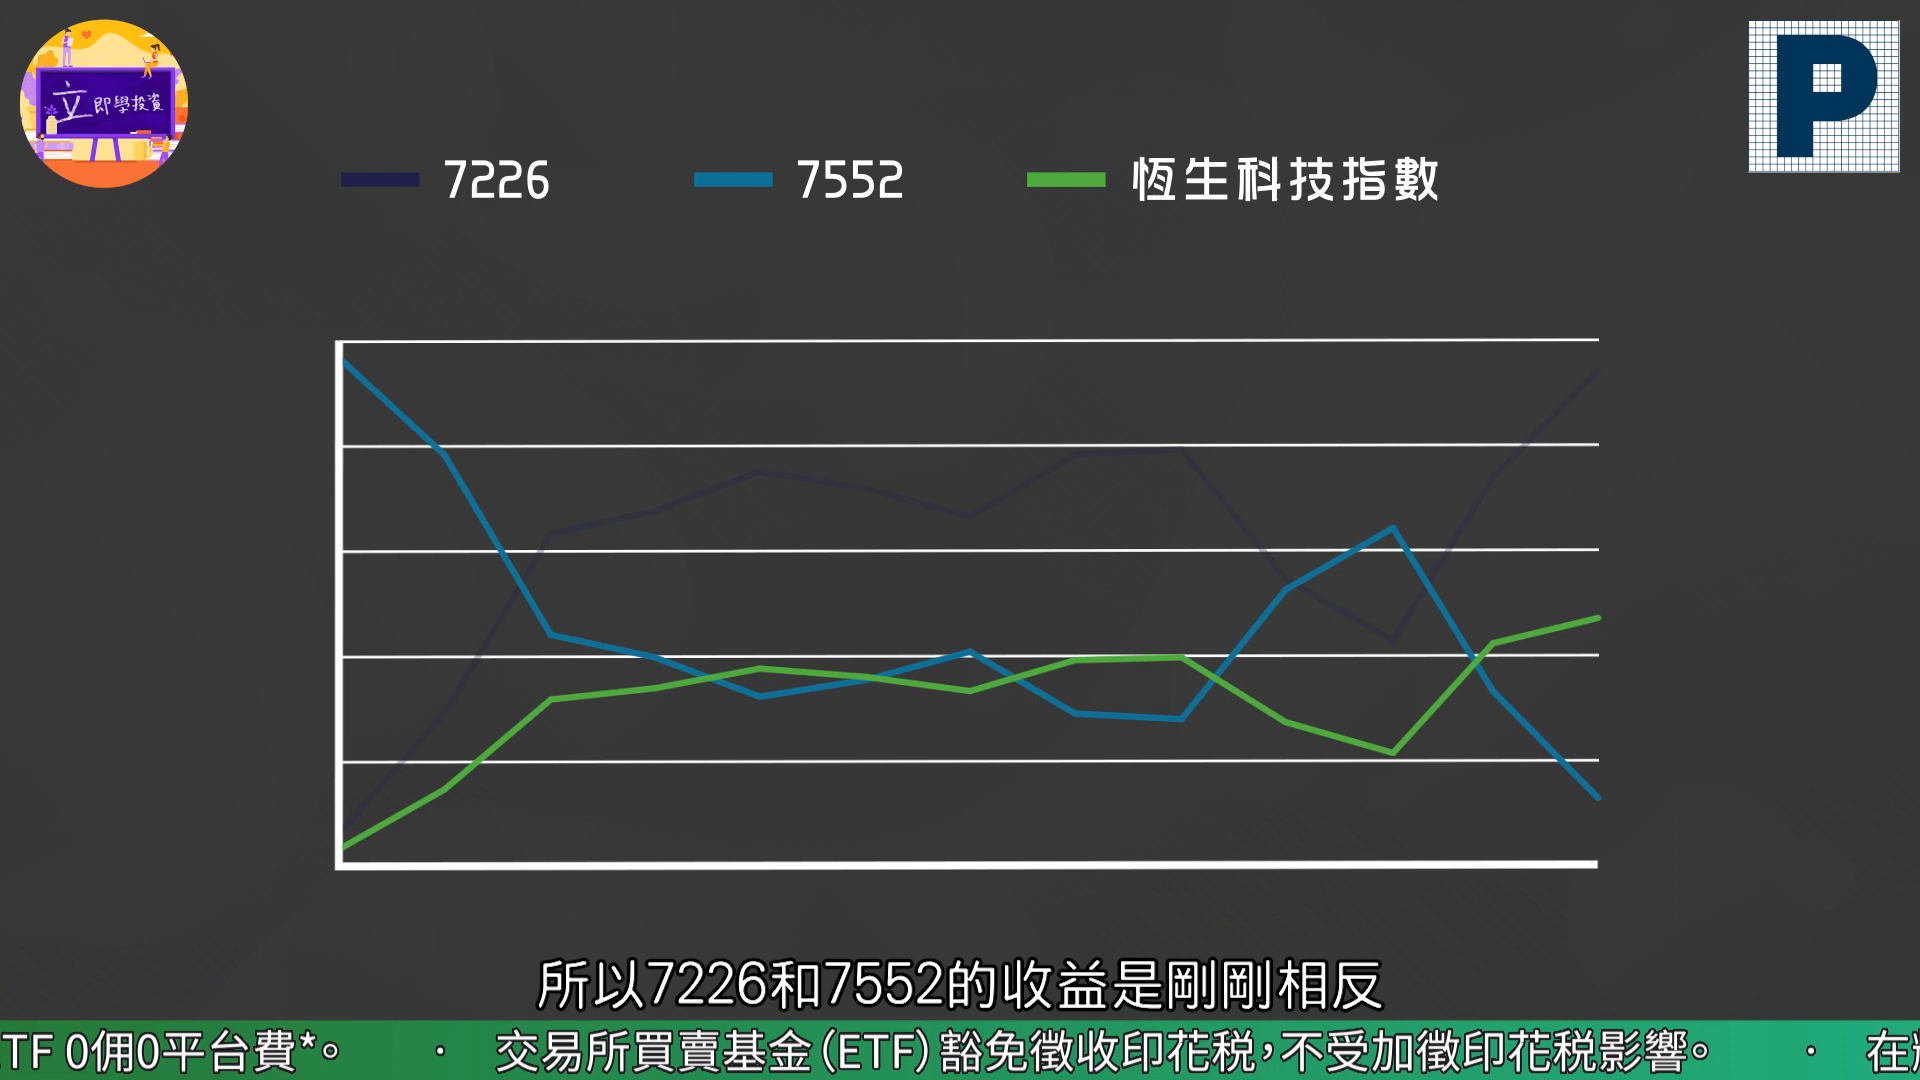 立即學投資
P
7226
7552
恆生科技指數
所以7226和7552的收益是剛剛相反
TF 0佣0平台費*。 · 交易所買賣基金(ETF)豁免徵收印花税,不受加徵印花税影響。 · 在